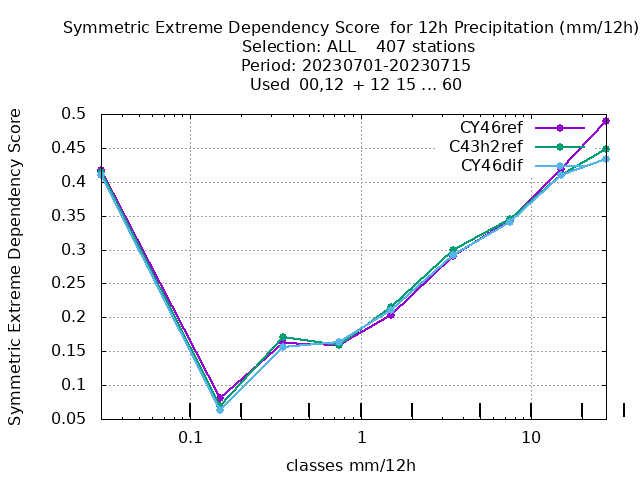 Symmetric Extreme Dependency Score  for 12h Precipitation (mm/12h)
Selection: ALL    407 stations
Period: 20230701-20230715
Used  00,12  + 12 15 ... 60
Symmetric Extreme Dependency Score
0.5
0.45
0.4
0.35
0.3
0.25
0.2
0.15
0.1
0.05
CY46ref
C43h2ref
CY46dif
0.1 1 10
classes mm/12h